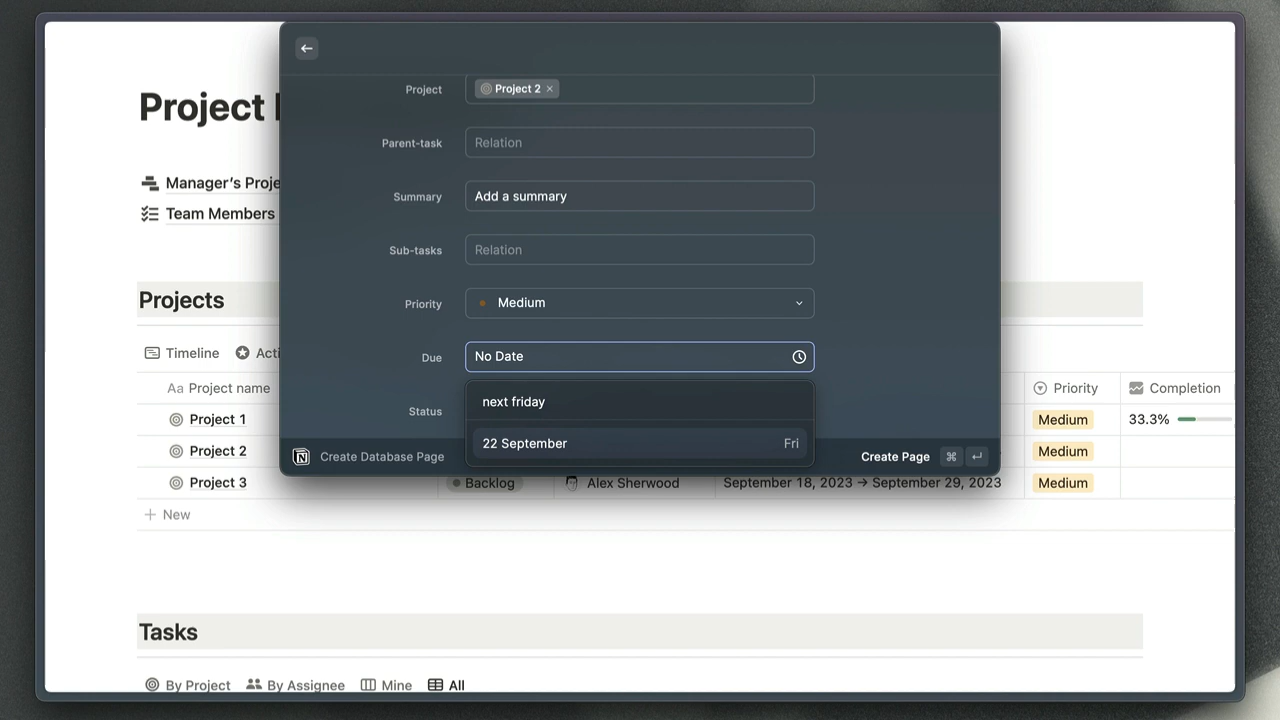 Project
Manager's Proje
Team Members
Projects
Timeline
Acti
Aa Project name
Priority
Completion
Project 1
Medium
33.3%
Project 2
Medium
Project 3
Backlog
Alex Sherwood
September 18, 2023 → September 29, 2023
Medium
New
Tasks
By Project
By Assignee
Mine
All
Project
Project 2 ×
Parent-task
Relation
Summary
Add a summary
Sub-tasks
Relation
Priority
Medium
Due
No Date
next friday
22 September
Fri
Status
Create Database Page
Create Page ⌘ ↵